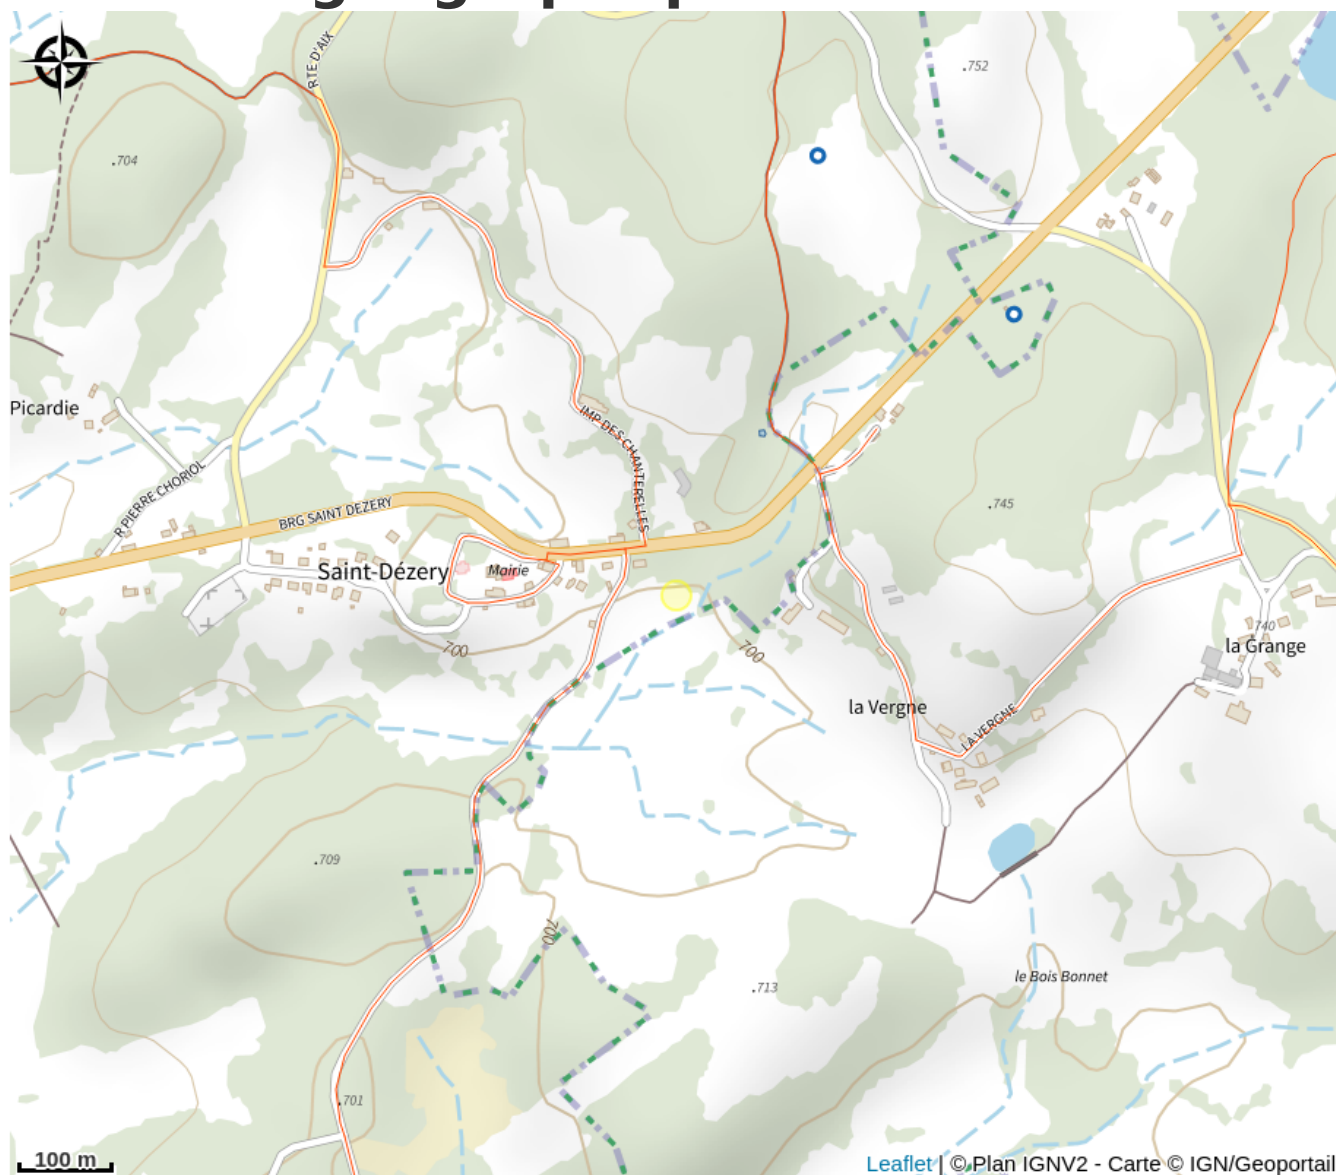 RTE D'AIX
.752
.704
Picardie
IMP DES CHANTERELLES
R PIERRE CHORIOL
BRG SAINT DEZERY
.745
Saint-Dézery
Mairie
740
la Grange
700
700
la Vergne
LA VERGNE
.709
700
.713
le Bois Bonnet
.701
100 m
Leaflet | © Plan IGNV2 - Carte © IGN/Geoportail